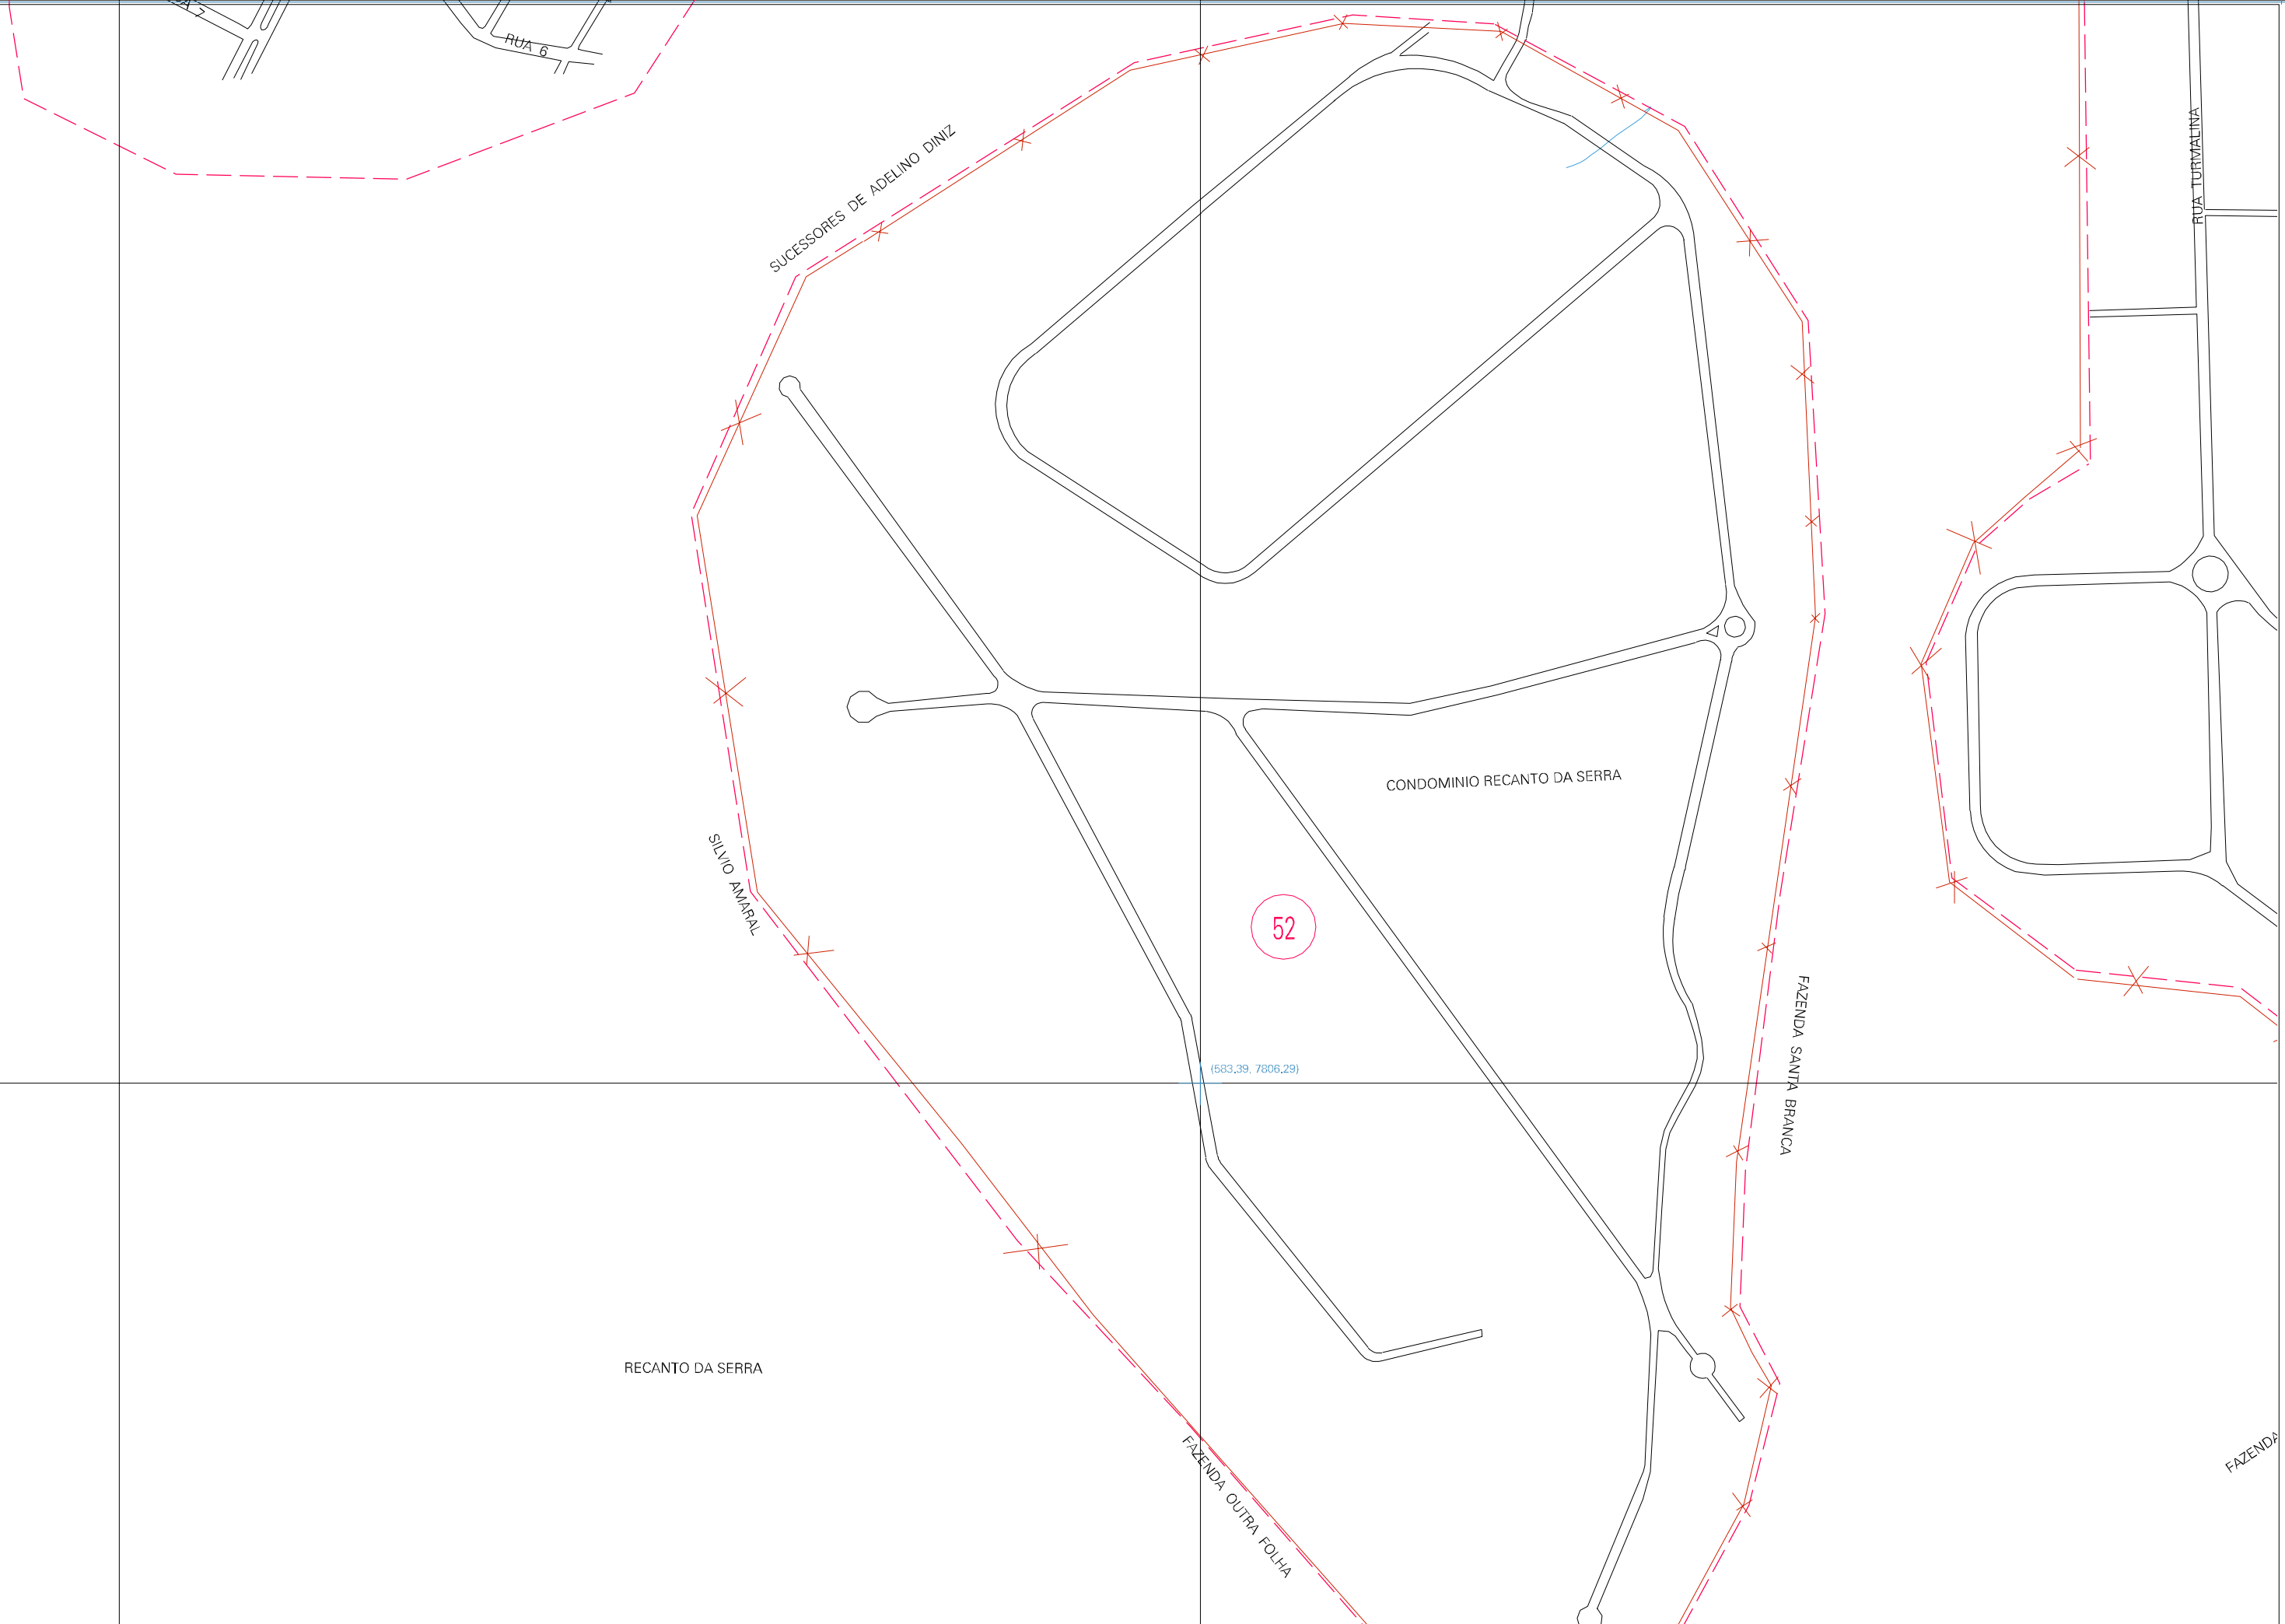 RUA 6
SUCESSORES DE ADELINO DINIZ
RUA TURMALINA
CONDOMINIO RECANTO DA SERRA
SILVIO AMARAL
52
FAZENDA SANTA BRANCA
(583.39, 7806.29)
RECANTO DA SERRA
FAZENDA OUTRA FOLHA
FAZENDA